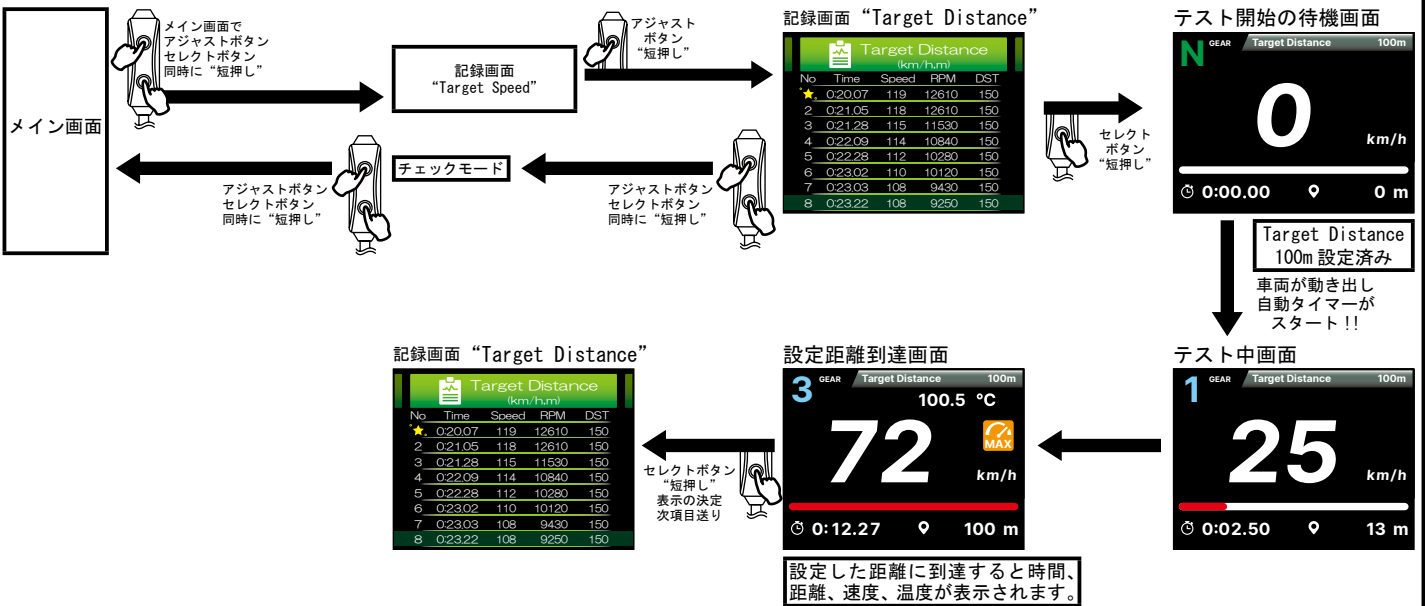 メイン画面
メイン画面で
アジャストボタン
セレクトボタン
同時に“短押し”
記録画面
“Target Speed”
アジャスト
ボタン
“短押し”
記録画面 “Target Distance”
Target Distance
(km/h,m)
No Time Speed RPM DST
0:20.07 119 12610 150
2 0:21.05 118 12610 150
3 0:21.28 115 11530 150
4 0:22.09 114 10840 150
5 0:22.28 112 10280 150
6 0:23.02 110 10120 150
7 0:23.03 108 9430 150
8 0:23.22 108 9250 150
セレクト
ボタン
“短押し”
テスト開始の待機画面
N GEAR Target Distance 100m
0
km/h
0:00.00 0 m
Target Distance
100m 設定済み
車両が動き出し
自動タイマーが
スタート!!
アジャストボタン
セレクトボタン
同時に“短押し”
チェックモード
アジャストボタン
セレクトボタン
同時に“短押し”
テスト中画面
1 GEAR Target Distance 100m
25
km/h
0:02.50 13 m
設定距離到達画面
3 GEAR Target Distance 100m
100.5 °C
72
MAX
km/h
0:12.27 100 m
設定した距離に到達すると時間、
距離、速度、温度が表示されます。
セレクトボタン
“短押し”
表示の決定
次項目送り
記録画面 “Target Distance”
Target Distance
(km/h,m)
No Time Speed RPM DST
0:20.07 119 12610 150
2 0:21.05 118 12610 150
3 0:21.28 115 11530 150
4 0:22.09 114 10840 150
5 0:22.28 112 10280 150
6 0:23.02 110 10120 150
7 0:23.03 108 9430 150
8 0:23.22 108 9250 150